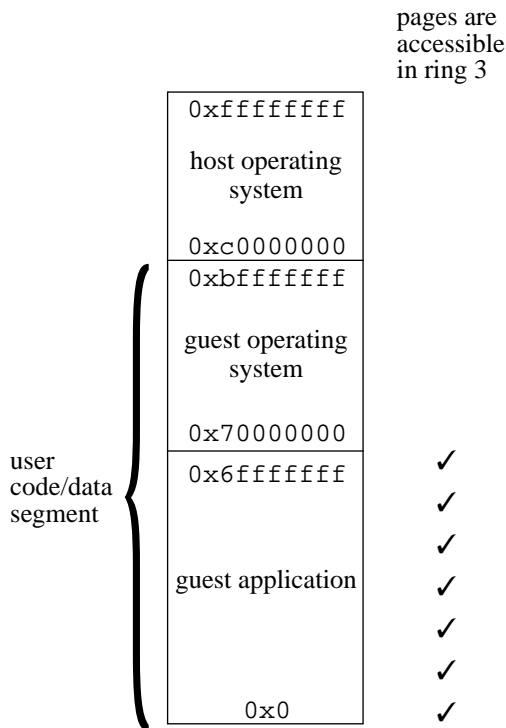 pages are
accessible
in ring 3
0xffffffff
host operating
system
0xc0000000
0xbfffffff
guest operating
system
0x70000000
0x6fffffff
user
code/data
segment
guest application
0x0